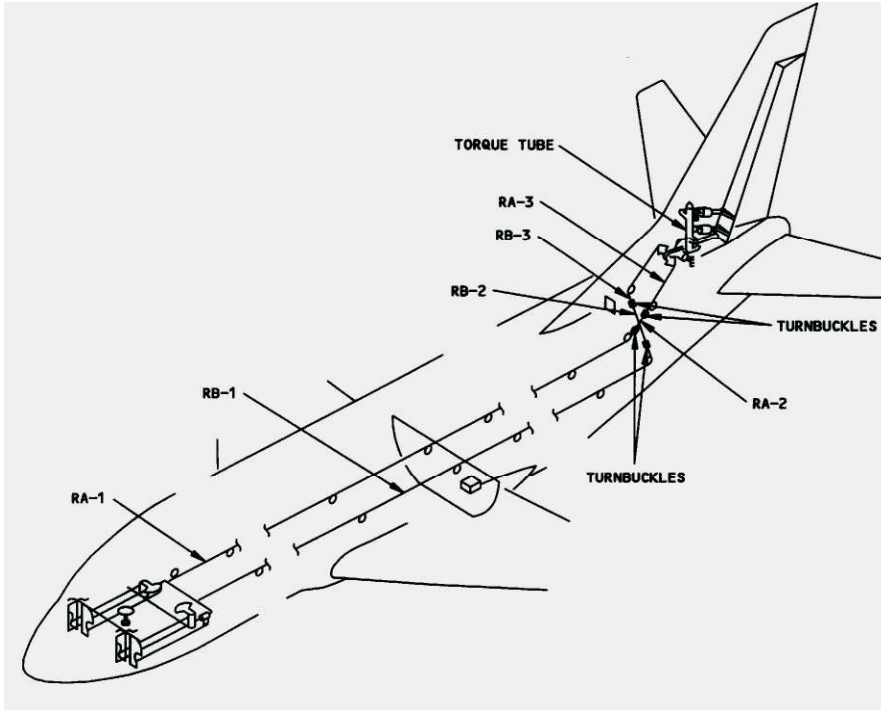 TORQUE TUBE
RA-3
RB-3
RB-2
TURNBUCKLES
RB-1
RA-2
TURNBUCKLES
RA-1